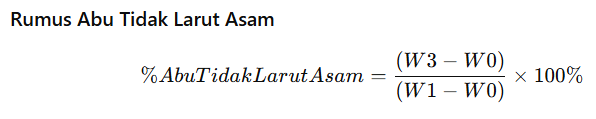 Rumus Abu Tidak Larut Asam
%AbuTidakLarutAsam = (W3 − W0) / (W1 − W0) × 100%